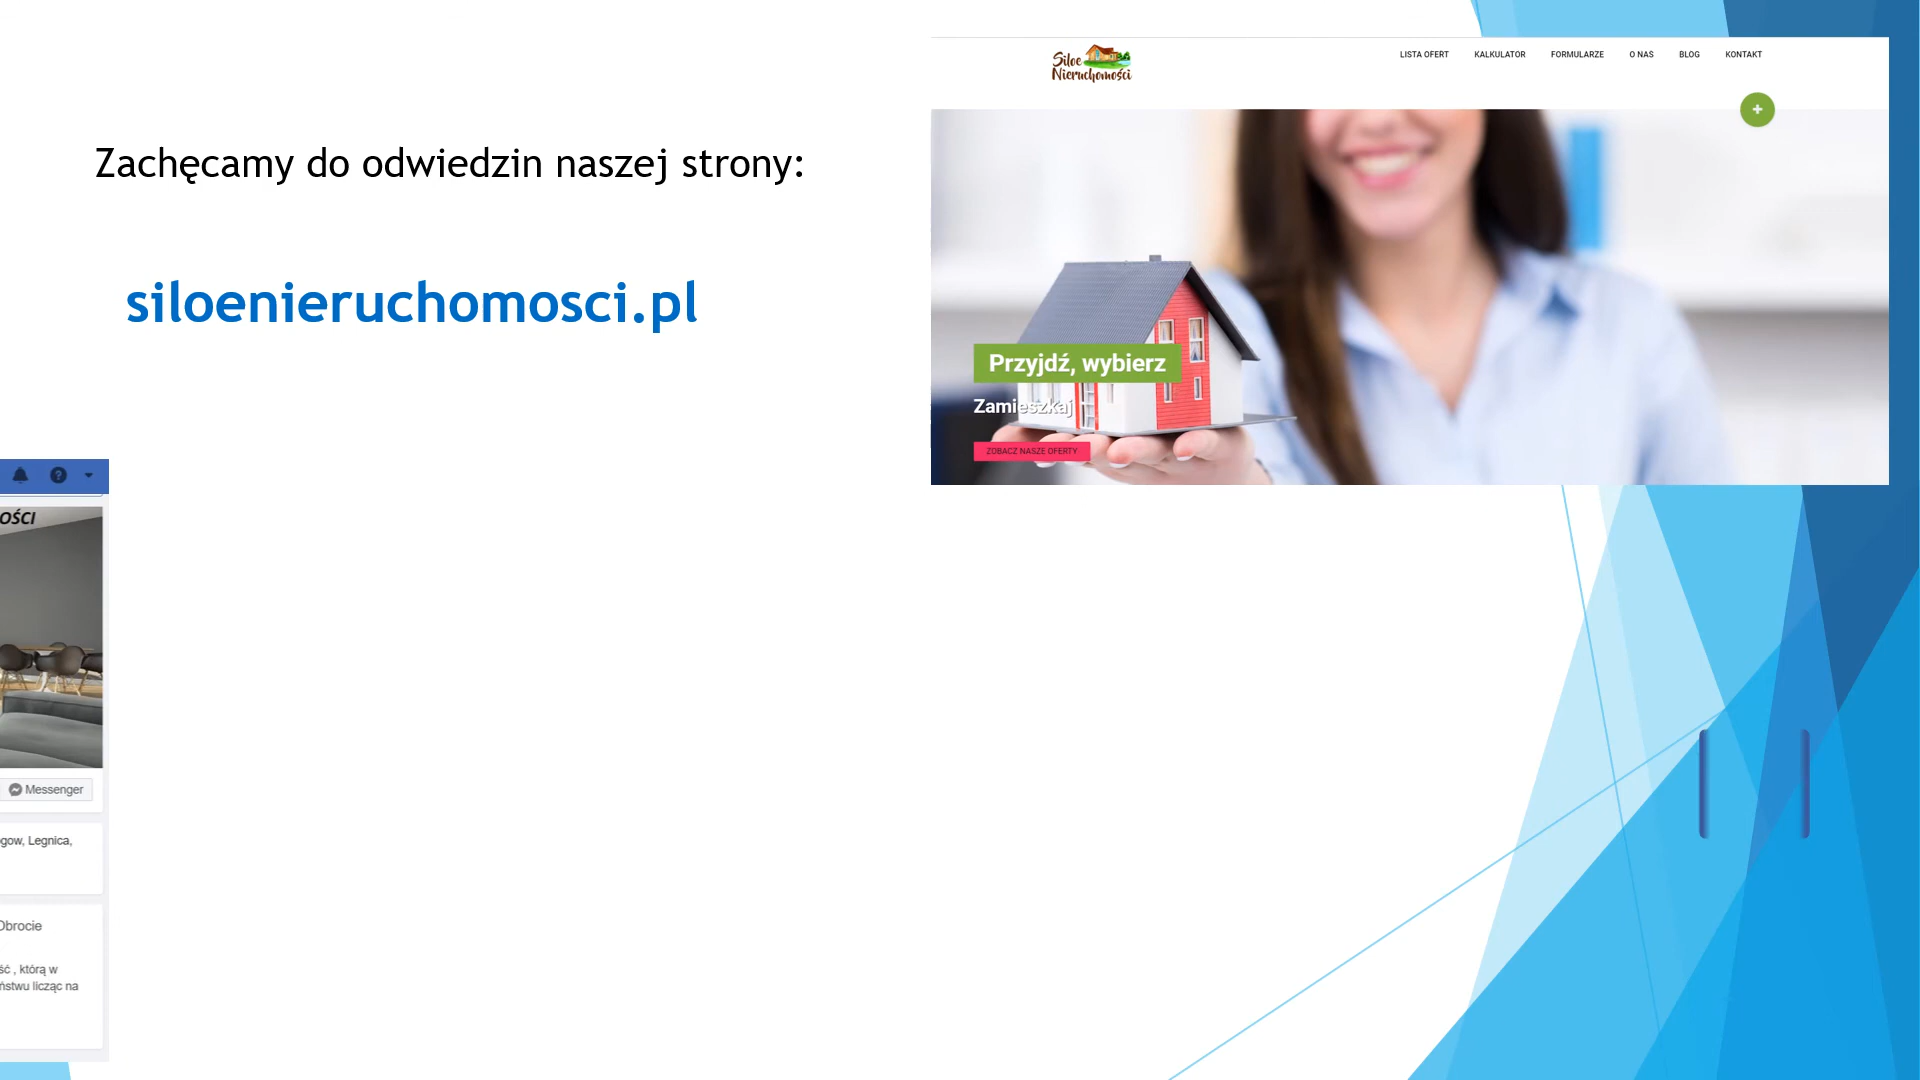 Zachęcamy do odwiedzin naszej strony:
siloenieruchomosci.pl
Siloe
Nieruchomości
LISTA OFERT KALKULATOR FORMULARZE O NAS BLOG KONTAKT
Przyjdź, wybierz
Zamieszkaj
ZOBACZ NASZE OFERTY
OŚCI
Messenger
gow, Legnica,
Obrocie
ść , którą w
ństwu licząc na